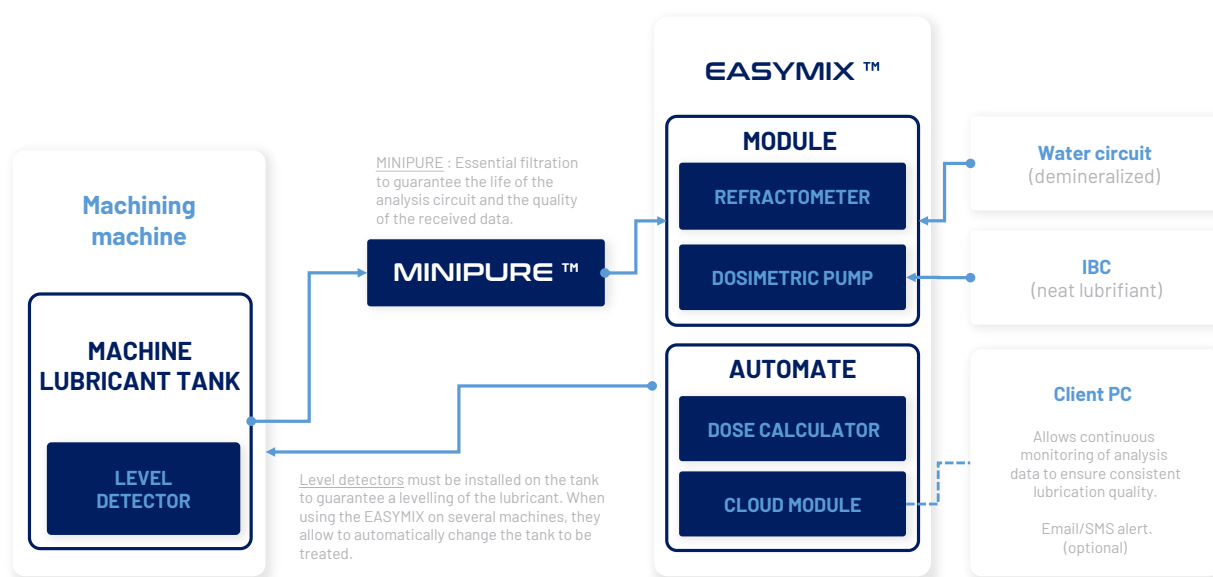 EASYMIX ™
MODULE
REFRACTOMETER
DOSIMETRIC PUMP
Water circuit
(demineralized)
IBC
(neat lubrifiant)
MINIPURE : Essential filtration
to guarantee the life of the
analysis circuit and the quality
of the received data.
MINIPURE ™
Machining
machine
MACHINE
LUBRICANT TANK
LEVEL
DETECTOR
AUTOMATE
DOSE CALCULATOR
CLOUD MODULE
Client PC
Allows continuous
monitoring of analysis
data to ensure consistent
lubrication quality.
Email/SMS alert.
(optional)
Level detectors must be installed on the tank
to guarantee a levelling of the lubricant. When
using the EASYMIX on several machines, they
allow to automatically change the tank to be
treated.